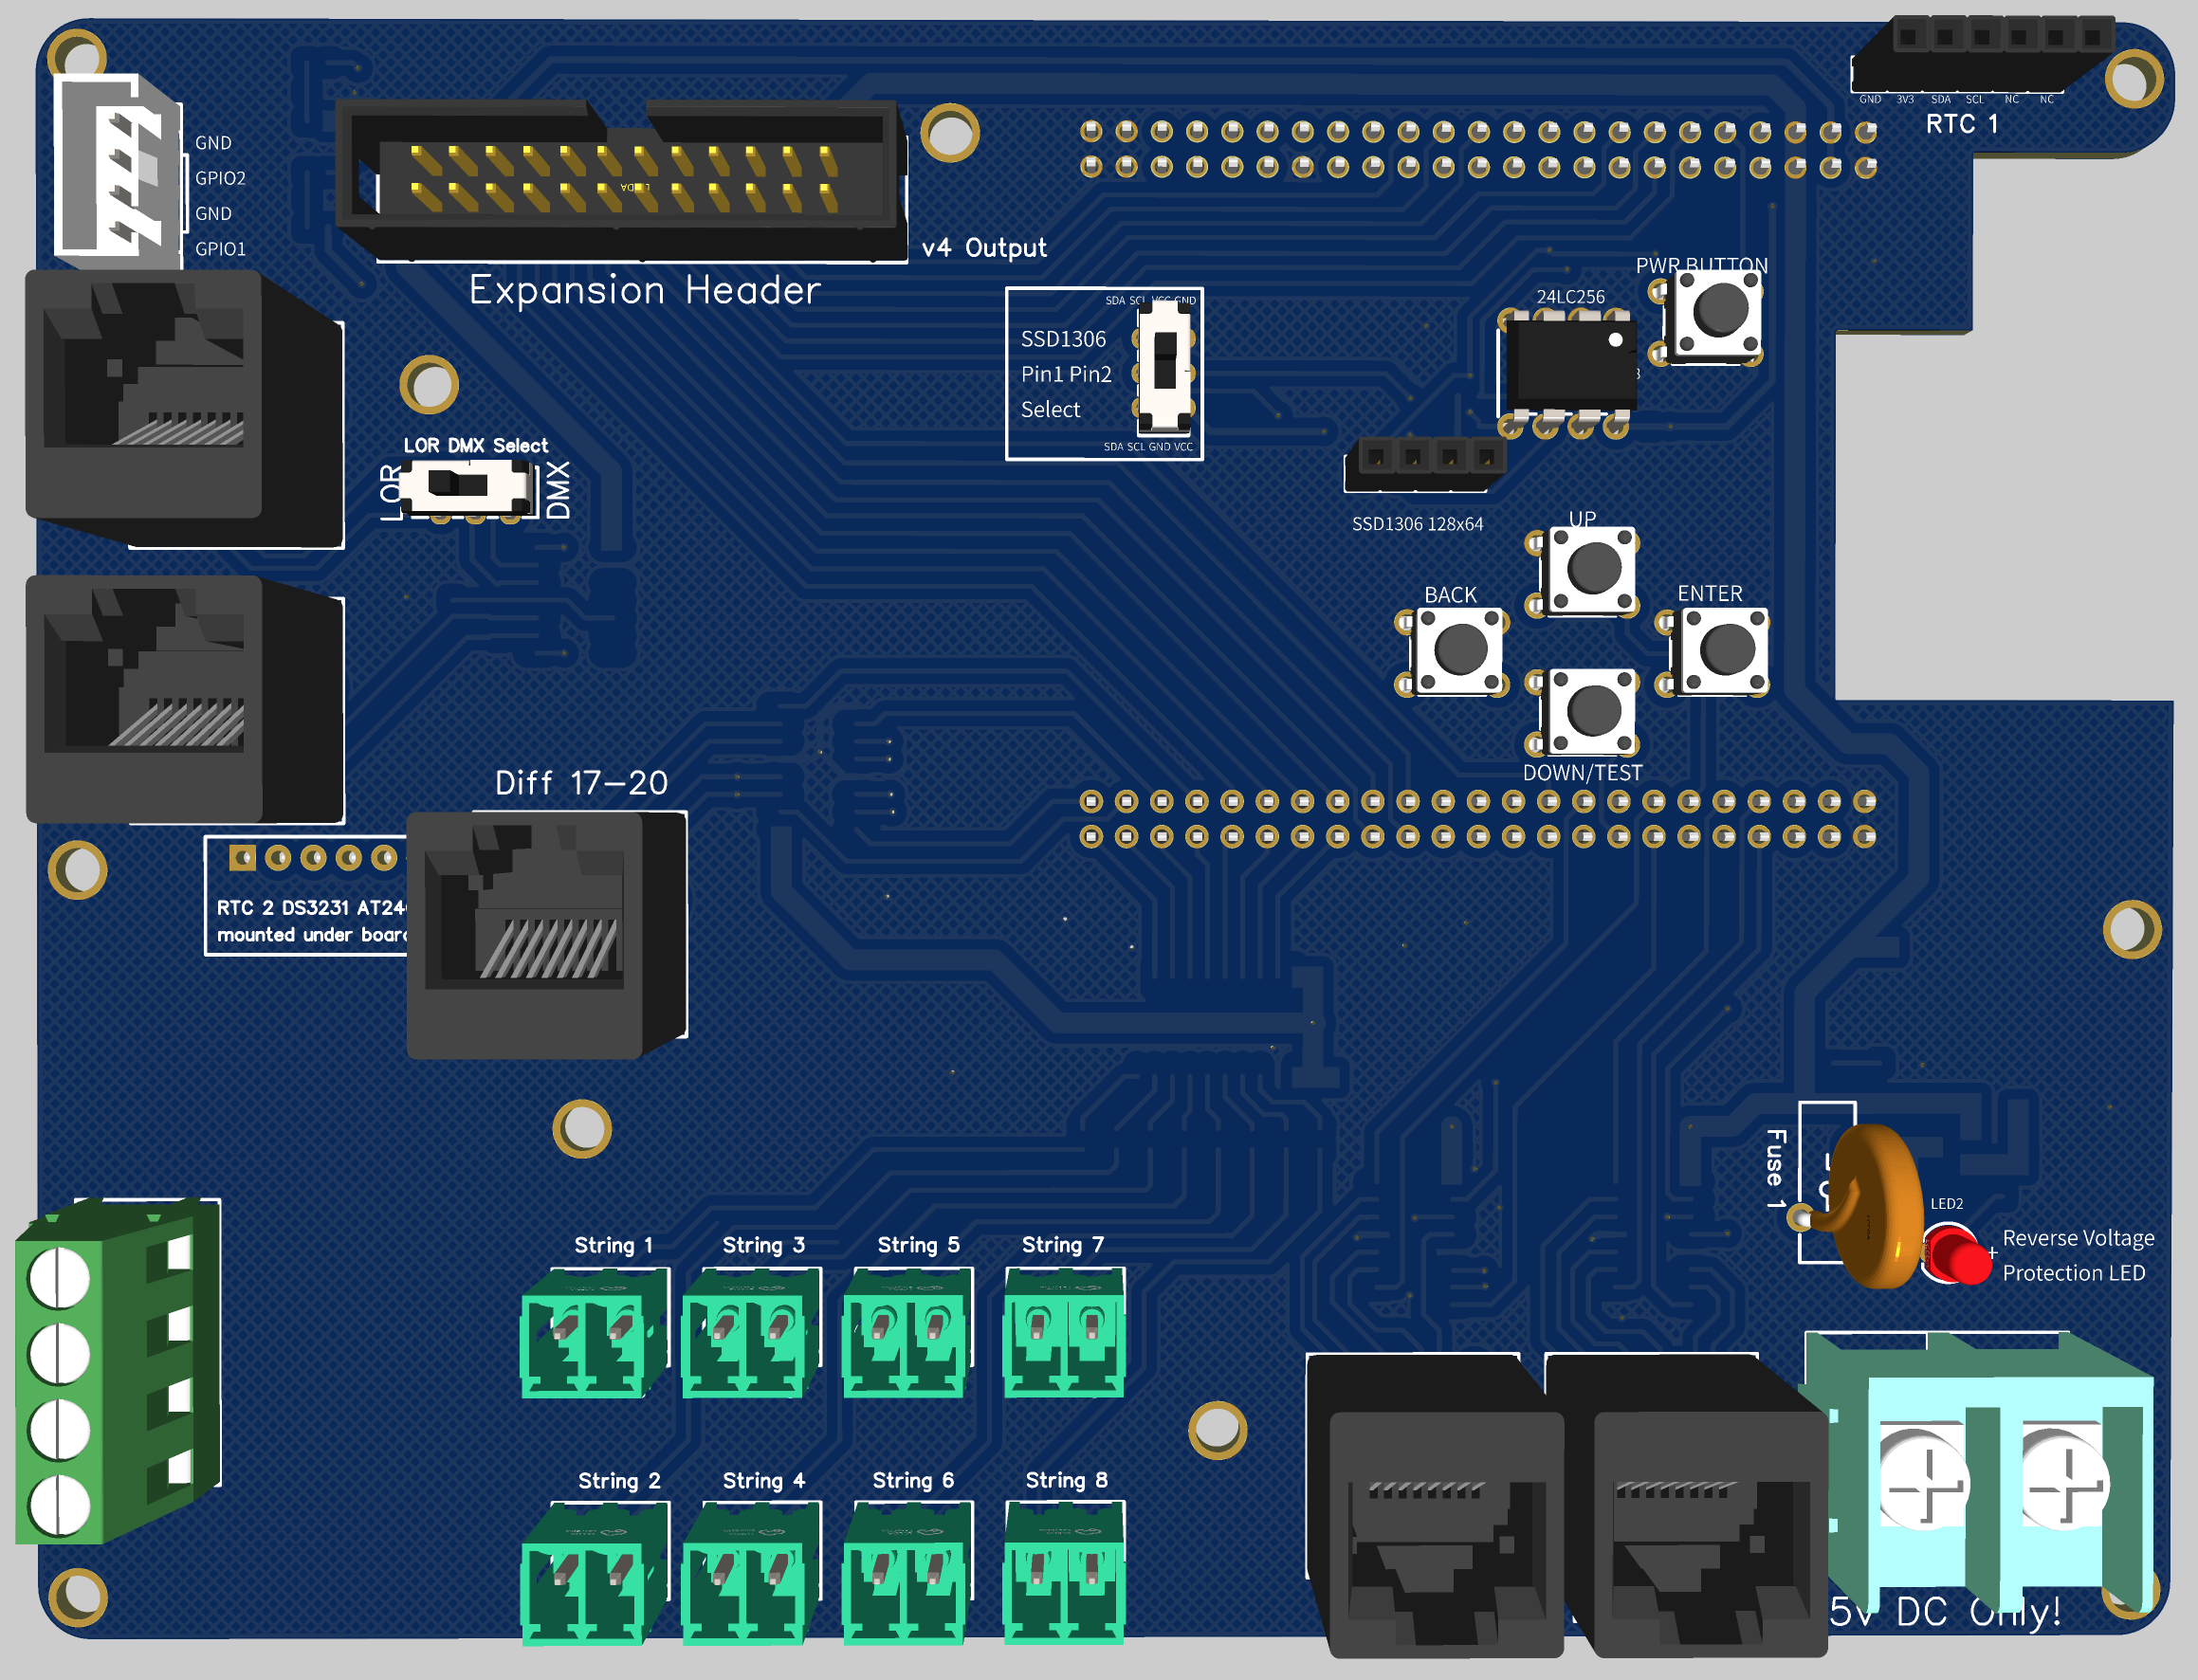 GND 3V3 SDA SCL NC NC
RTC 1
GND
GPIO2
GND
GPIO1
v4 Output
Expansion Header
PWR BUTTON
24LC256
SDA SCL VCC GND
SSD1306
Pin1 Pin2
Select
SDA SCL GND VCC
LOR DMX Select
LOR
DMX
SSD1306 128x64
UP
BACK
ENTER
DOWN/TEST
Diff 17-20
RTC 2 DS3231
mounted under
Fuse 1
LED2
+
Reverse Voltage
Protection LED
String 1
String 3
String 5
String 7
String 2
String 4
String 6
String 8
5V DC Only!